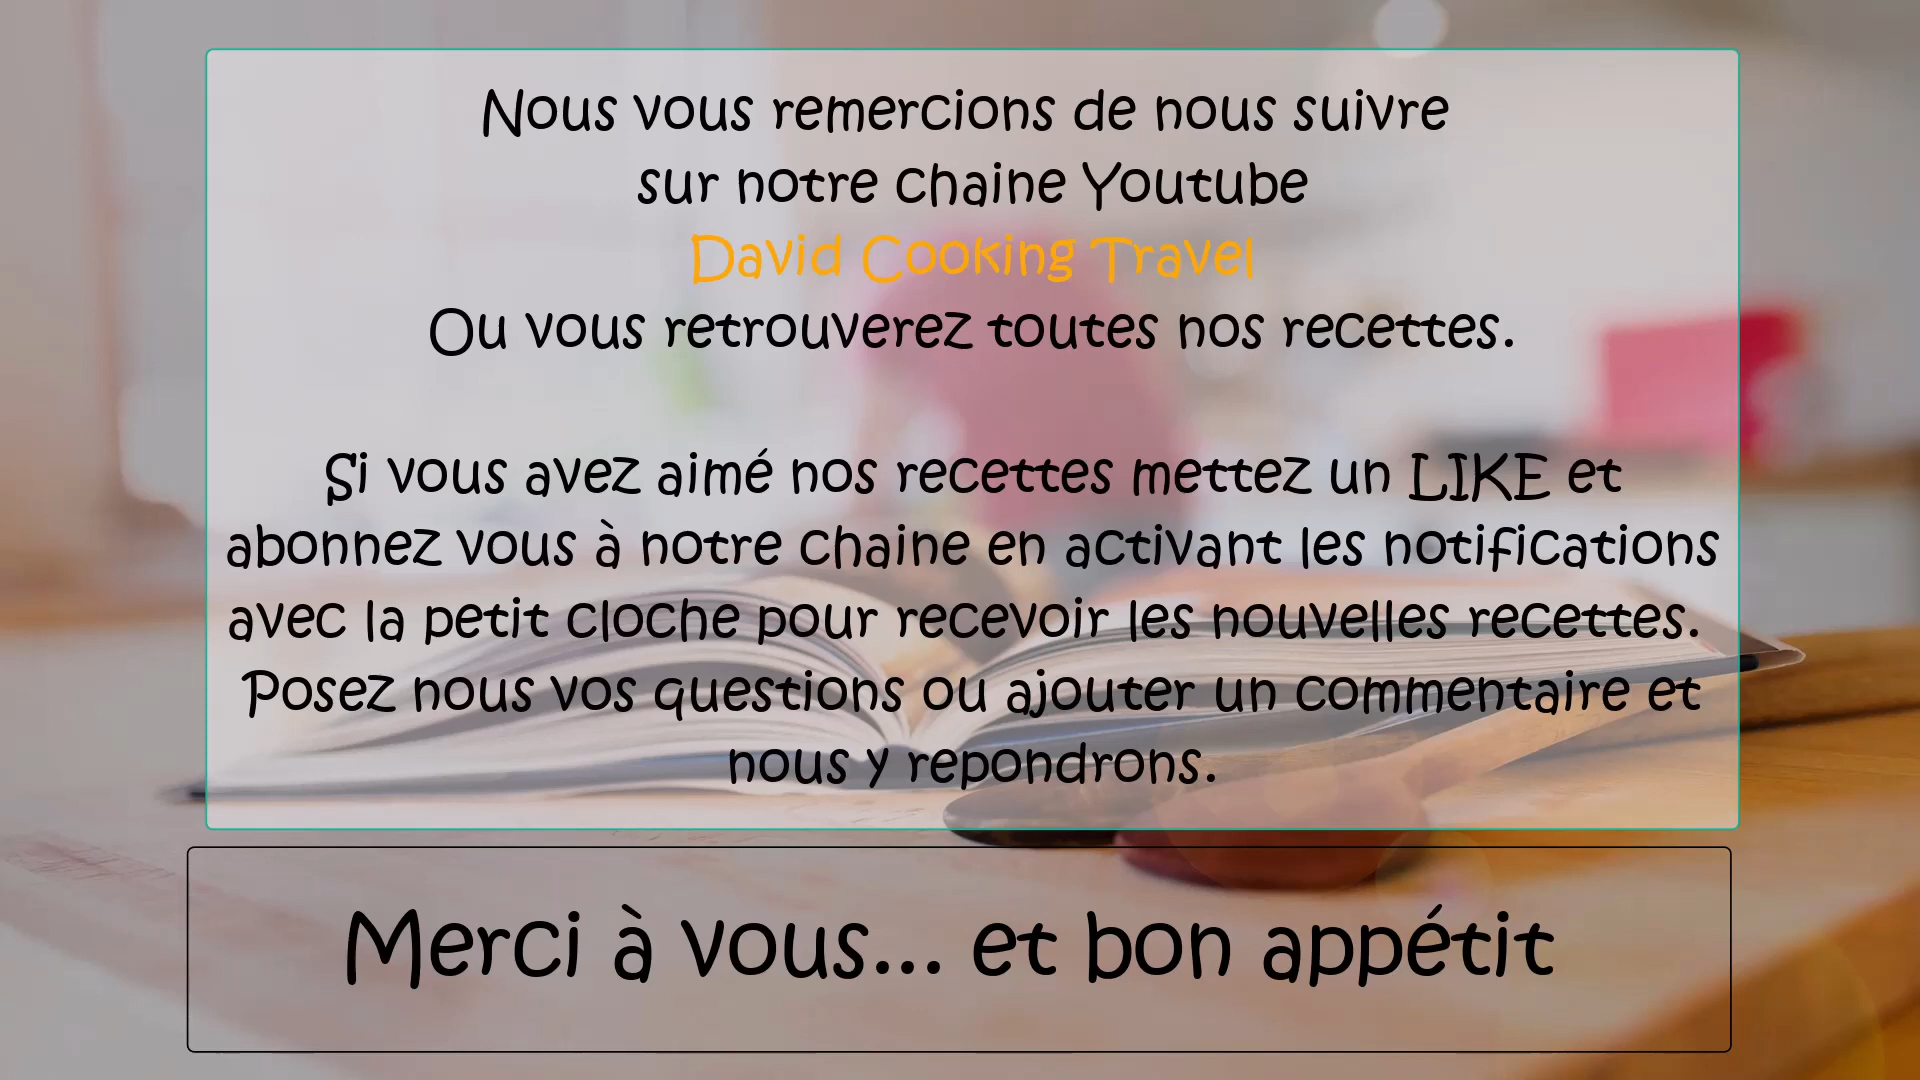 Nous vous remercions de nous suivre
sur notre chaine Youtube
David Cooking Travel
Ou vous retrouverez toutes nos recettes.
Si vous avez aimé nos recettes mettez un LIKE et
abonnez vous à notre chaine en activant les notifications
avec la petit cloche pour recevoir les nouvelles recettes.
Posez nous vos questions ou ajouter un commentaire et
nous y repondrons.
Merci à vous... et bon appétit